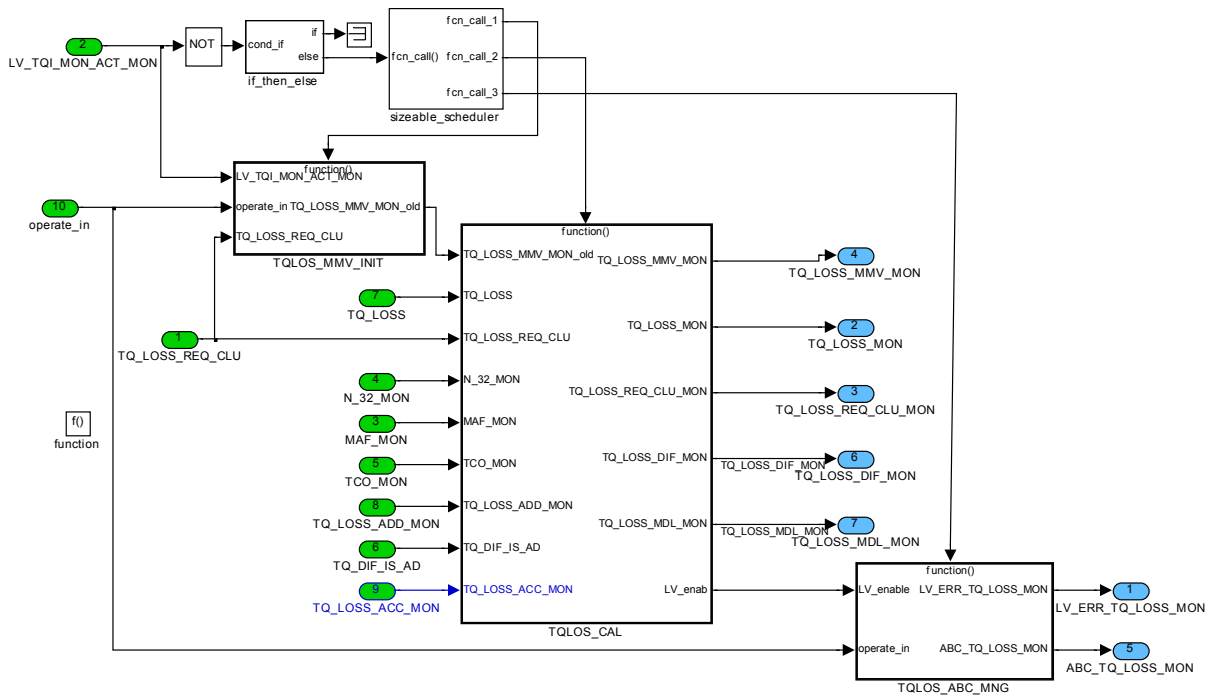 2
LV_TQI_MON_ACT_MON
NOT
cond_if
if
else
if_then_else
fcn_call()
fcn_call_1
fcn_call_2
fcn_call_3
sizeable_scheduler
function()
LV_TQI_MON_ACT_MON
operate_in
TQ_LOSS_MMV_MON_old
TQ_LOSS_REQ_CLU
TQLOS_MMV_INIT
10
operate_in
1
TQ_LOSS_REQ_CLU
f()
function
7
TQ_LOSS
4
N_32_MON
3
MAF_MON
5
TCO_MON
8
TQ_LOSS_ADD_MON
6
TQ_DIF_IS_AD
9
TQ_LOSS_ACC_MON
function()
TQ_LOSS_MMV_MON_old
TQ_LOSS
TQ_LOSS_REQ_CLU
N_32_MON
MAF_MON
TCO_MON
TQ_LOSS_ADD_MON
TQ_DIF_IS_AD
TQ_LOSS_ACC_MON
TQ_LOSS_MMV_MON
TQ_LOSS_MON
TQ_LOSS_REQ_CLU_MON
TQ_LOSS_DIF_MON
TQ_LOSS_MDL_MON
LV_enab
TQLOS_CAL
4
TQ_LOSS_MMV_MON
2
TQ_LOSS_MON
3
TQ_LOSS_REQ_CLU_MON
TQ_LOSS_DIF_MON
6
TQ_LOSS_DIF_MON
TQ_LOSS_MDL_MON
7
TQ_LOSS_MDL_MON
function()
LV_enable
LV_ERR_TQ_LOSS_MON
operate_in
ABC_TQ_LOSS_MON
TQLOS_ABC_MNG
1
LV_ERR_TQ_LOSS_MON
5
ABC_TQ_LOSS_MON